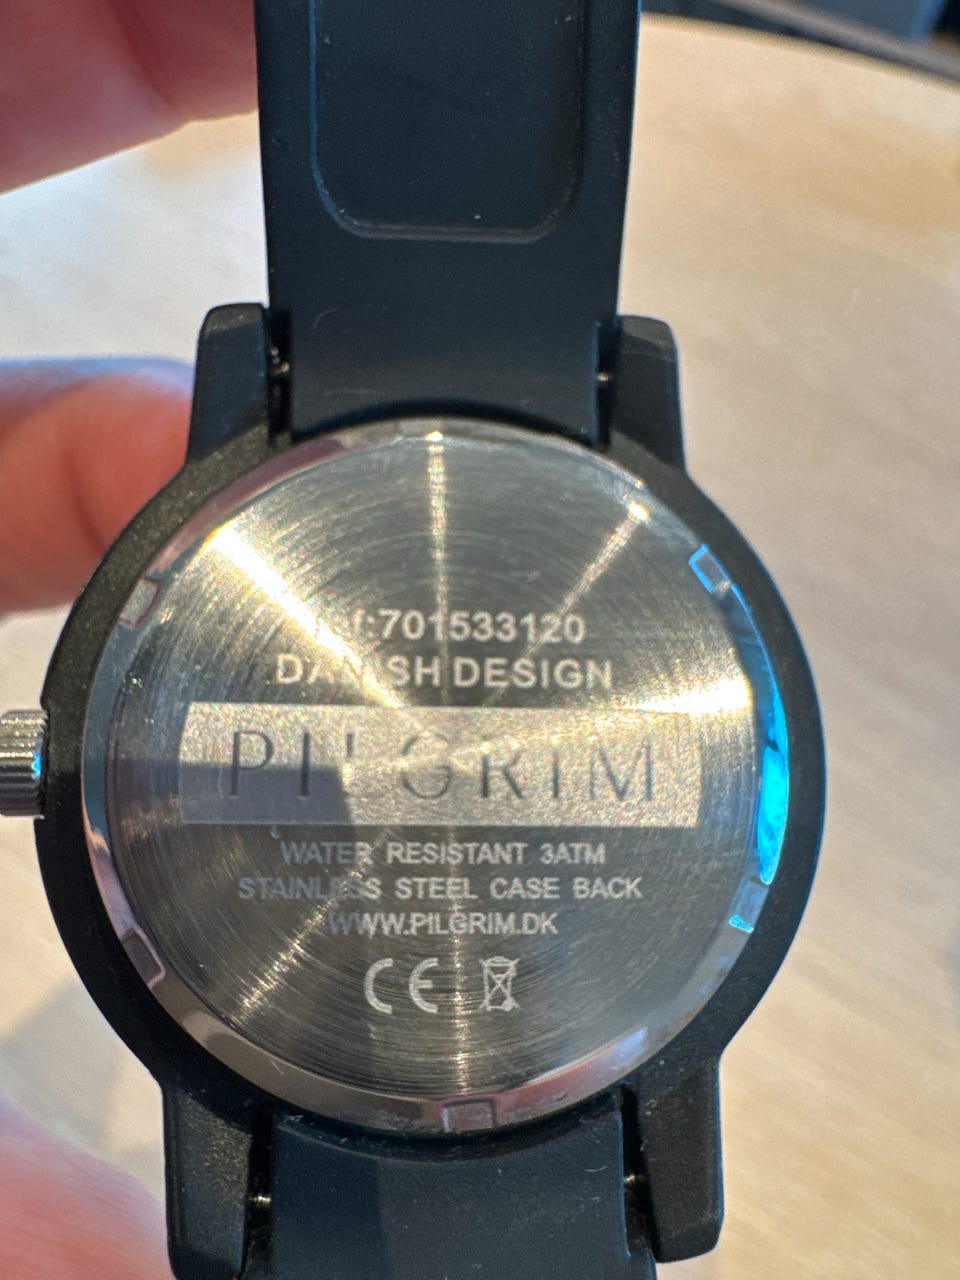 :701533120
DANISH DESIGN
PILGRIM
WATER RESISTANT 3ATM
STAINLESS STEEL CASE BACK
WWW.PILGRIM.DK
CE